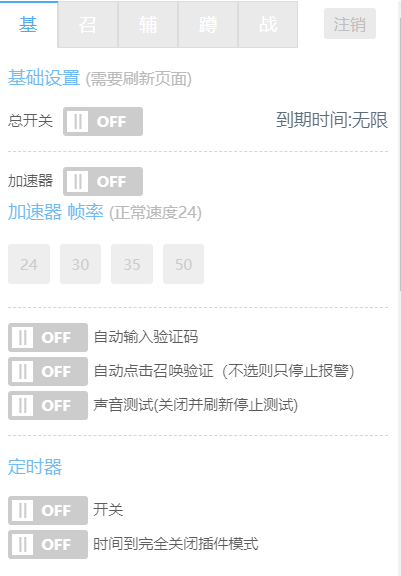 基 召 辅 蹲 战 注销
基础设置 (需要刷新页面)
总开关 OFF 到期时间:无限
加速器 OFF
加速器 帧率 (正常速度24)
24 30 35 50
OFF 自动输入验证码
OFF 自动点击召唤验证（不选则只停止报警）
OFF 声音测试(关闭并刷新停止测试)
定时器
OFF 开关
OFF 时间到完全关闭插件模式